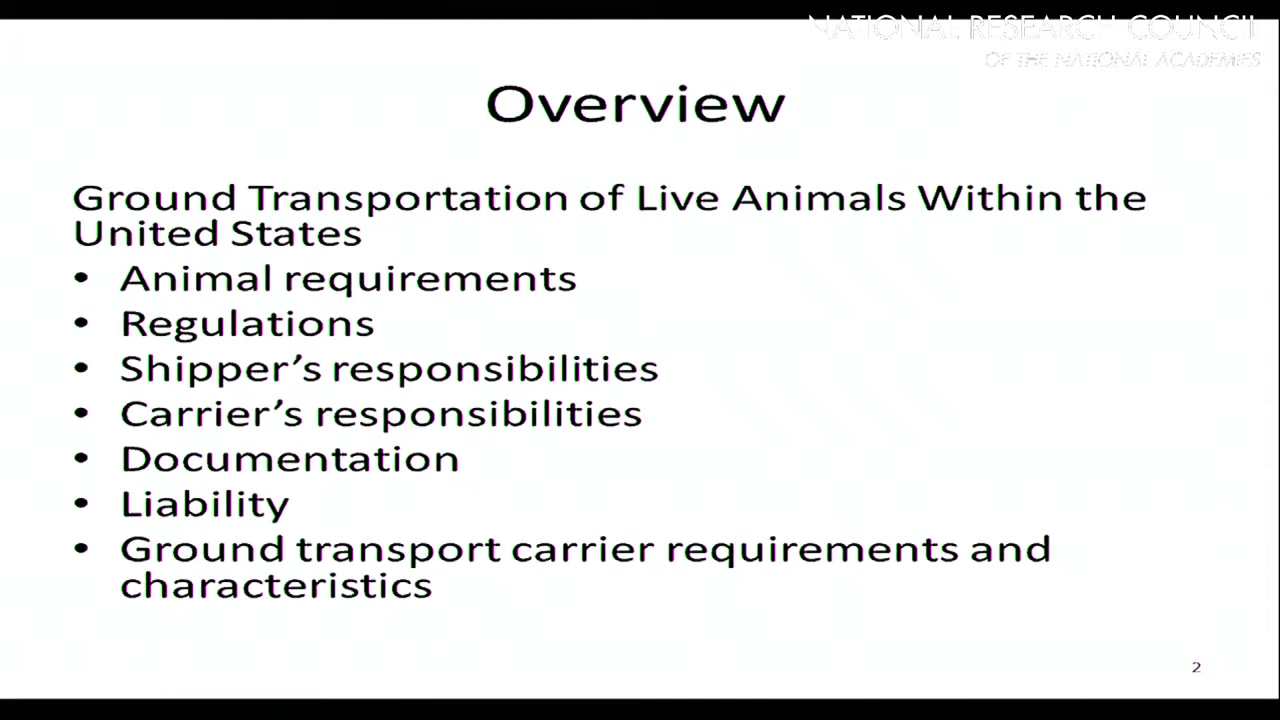 NATIONAL RESEARCH COUNCIL
OF THE NATIONAL ACADEMIES
Overview
Ground Transportation of Live Animals Within the
United States
• Animal requirements
• Regulations
• Shipper’s responsibilities
• Carrier’s responsibilities
• Documentation
• Liability
• Ground transport carrier requirements and
characteristics
2